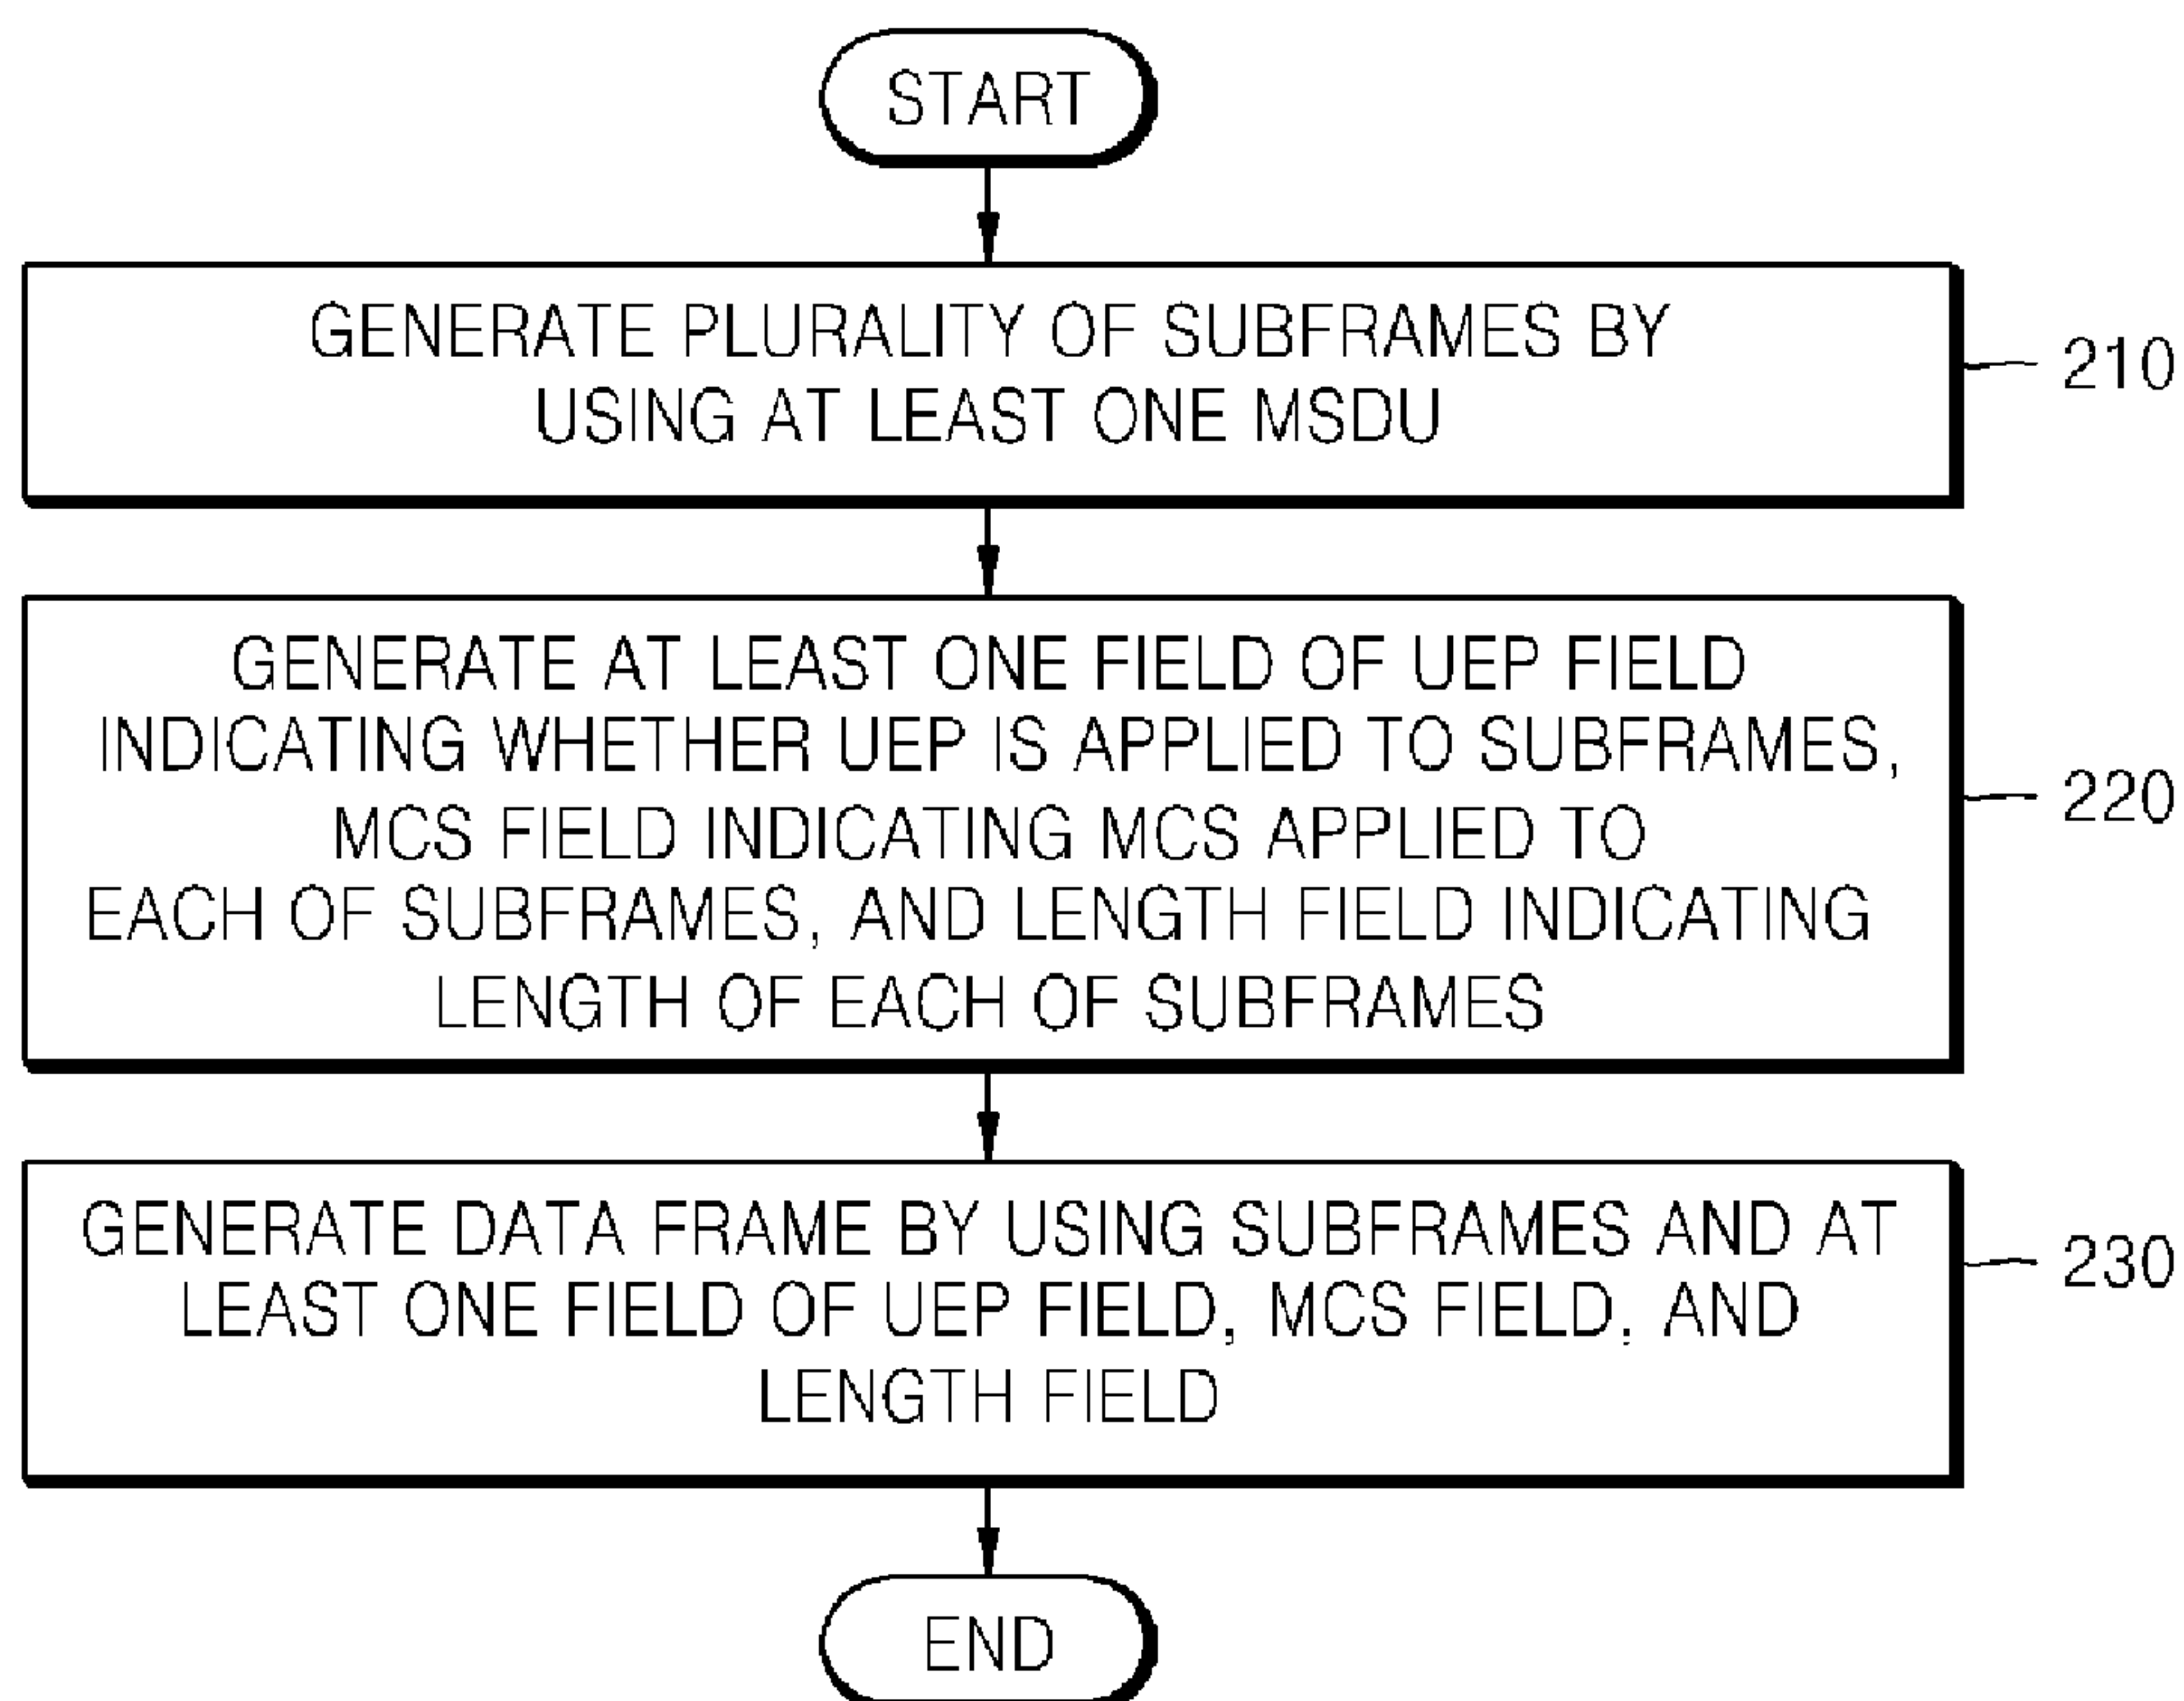 START
GENERATE PLURALITY OF SUBFRAMES BY
USING AT LEAST ONE MSDU
210
GENERATE AT LEAST ONE FIELD OF UEP FIELD
INDICATING WHETHER UEP IS APPLIED TO SUBFRAMES,
MCS FIELD INDICATING MCS APPLIED TO
EACH OF SUBFRAMES, AND LENGTH FIELD INDICATING
LENGTH OF EACH OF SUBFRAMES
220
GENERATE DATA FRAME BY USING SUBFRAMES AND AT
LEAST ONE FIELD OF UEP FIELD, MCS FIELD, AND
LENGTH FIELD
230
END